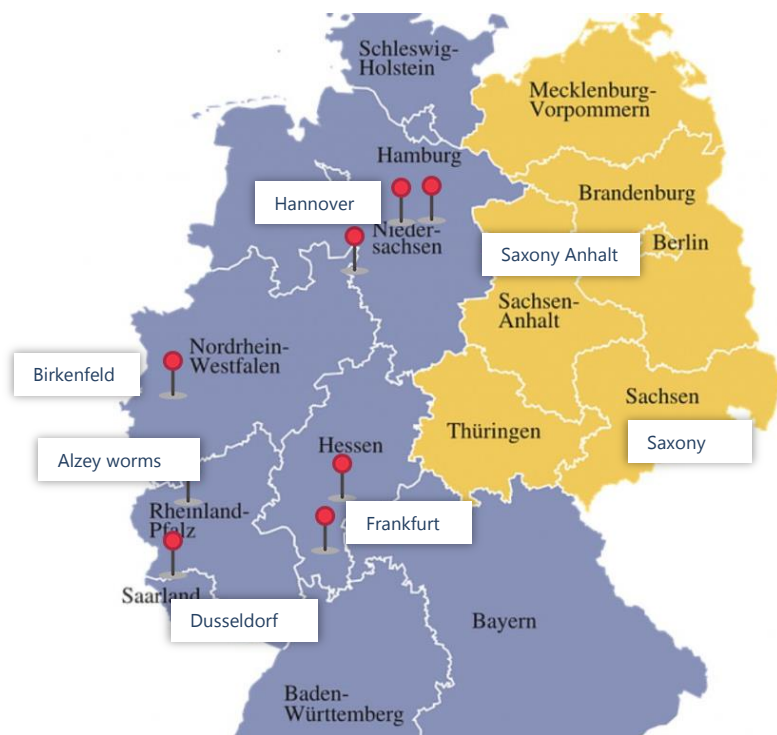 Schleswig-
Holstein
Mecklenburg-
Vorpommern
Hamburg
Brandenburg
Hannover
Nieder-
sachsen
Berlin
Saxony Anhalt
Sachsen-
Anhalt
Nordrhein-
Westfalen
Birkenfeld
Sachsen
Thüringen
Saxony
Hessen
Alzey worms
Rheinland-
Pfalz
Frankfurt
Saarland
Dusseldorf
Bayern
Baden-
Württemberg